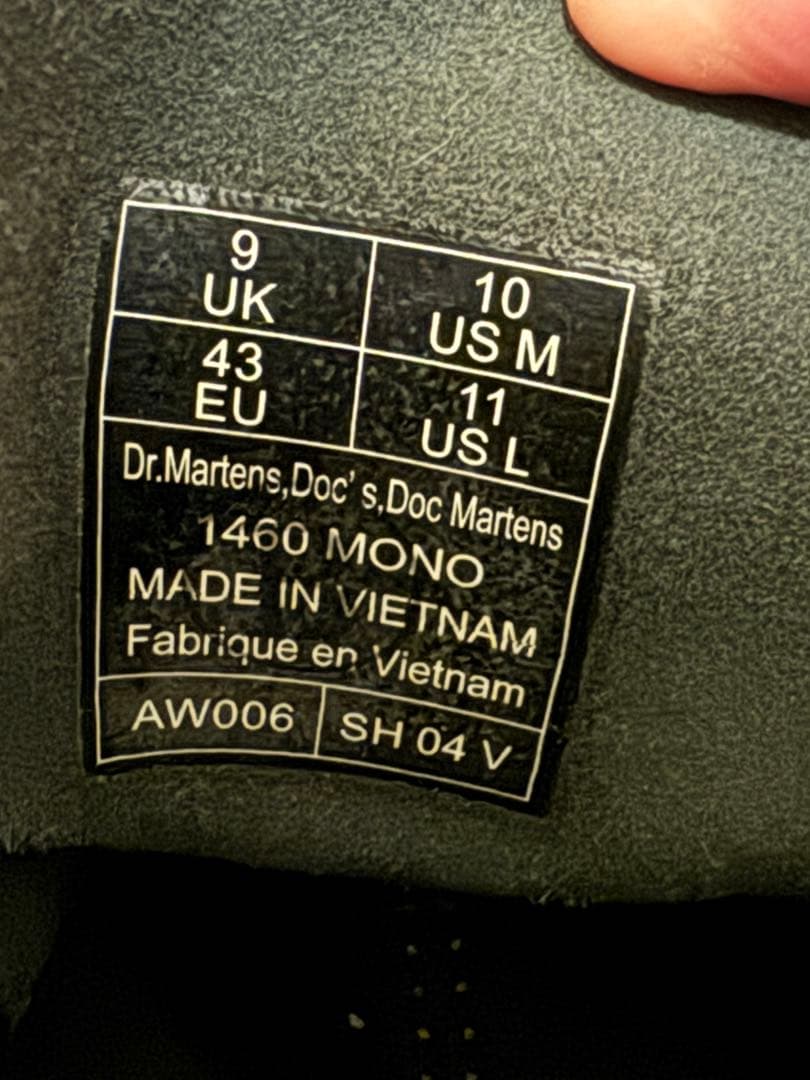 9
UK
10
US M
43
EU
11
US L
Dr.Martens,Doc's,Doc Martens
1460 MONO
MADE IN VIETNAM
Fabrique en Vietnam
AW006
SH 04 V